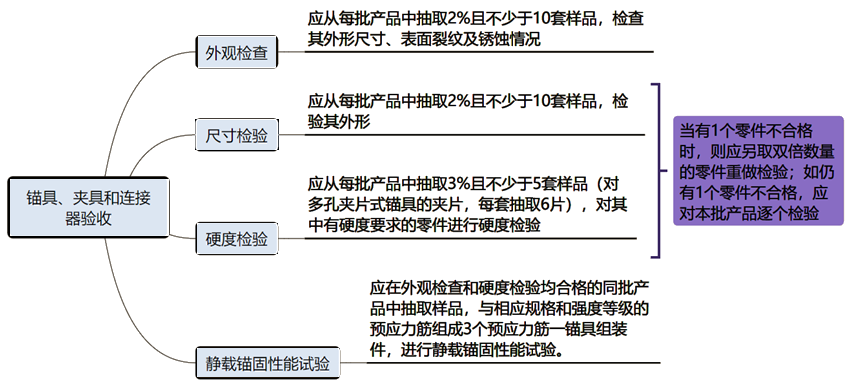 应从每批产品中抽取2%且不少于10套样品，检查
其外形尺寸、表面裂纹及锈蚀情况
外观检查
应从每批产品中抽取2%且不少于10套样品，检
验其外形
尺寸检验
当有1个零件不合格
时，则应另取双倍数量
的零件重做检验；如仍
有1个零件不合格，应
对本批产品逐个检验
锚具、夹具和连接
器验收
应从每批产品中抽取3%且不少于5套样品（对
多孔夹片式锚具的夹片，每套抽取6片），对其
中有硬度要求的零件进行硬度检验
硬度检验
应在外观检查和硬度检验均合格的同批产
品中抽取样品，与相应规格和强度等级的
预应力筋组成3个预应力筋一锚具组装
件，进行静载锚固性能试验。
静载锚固性能试验